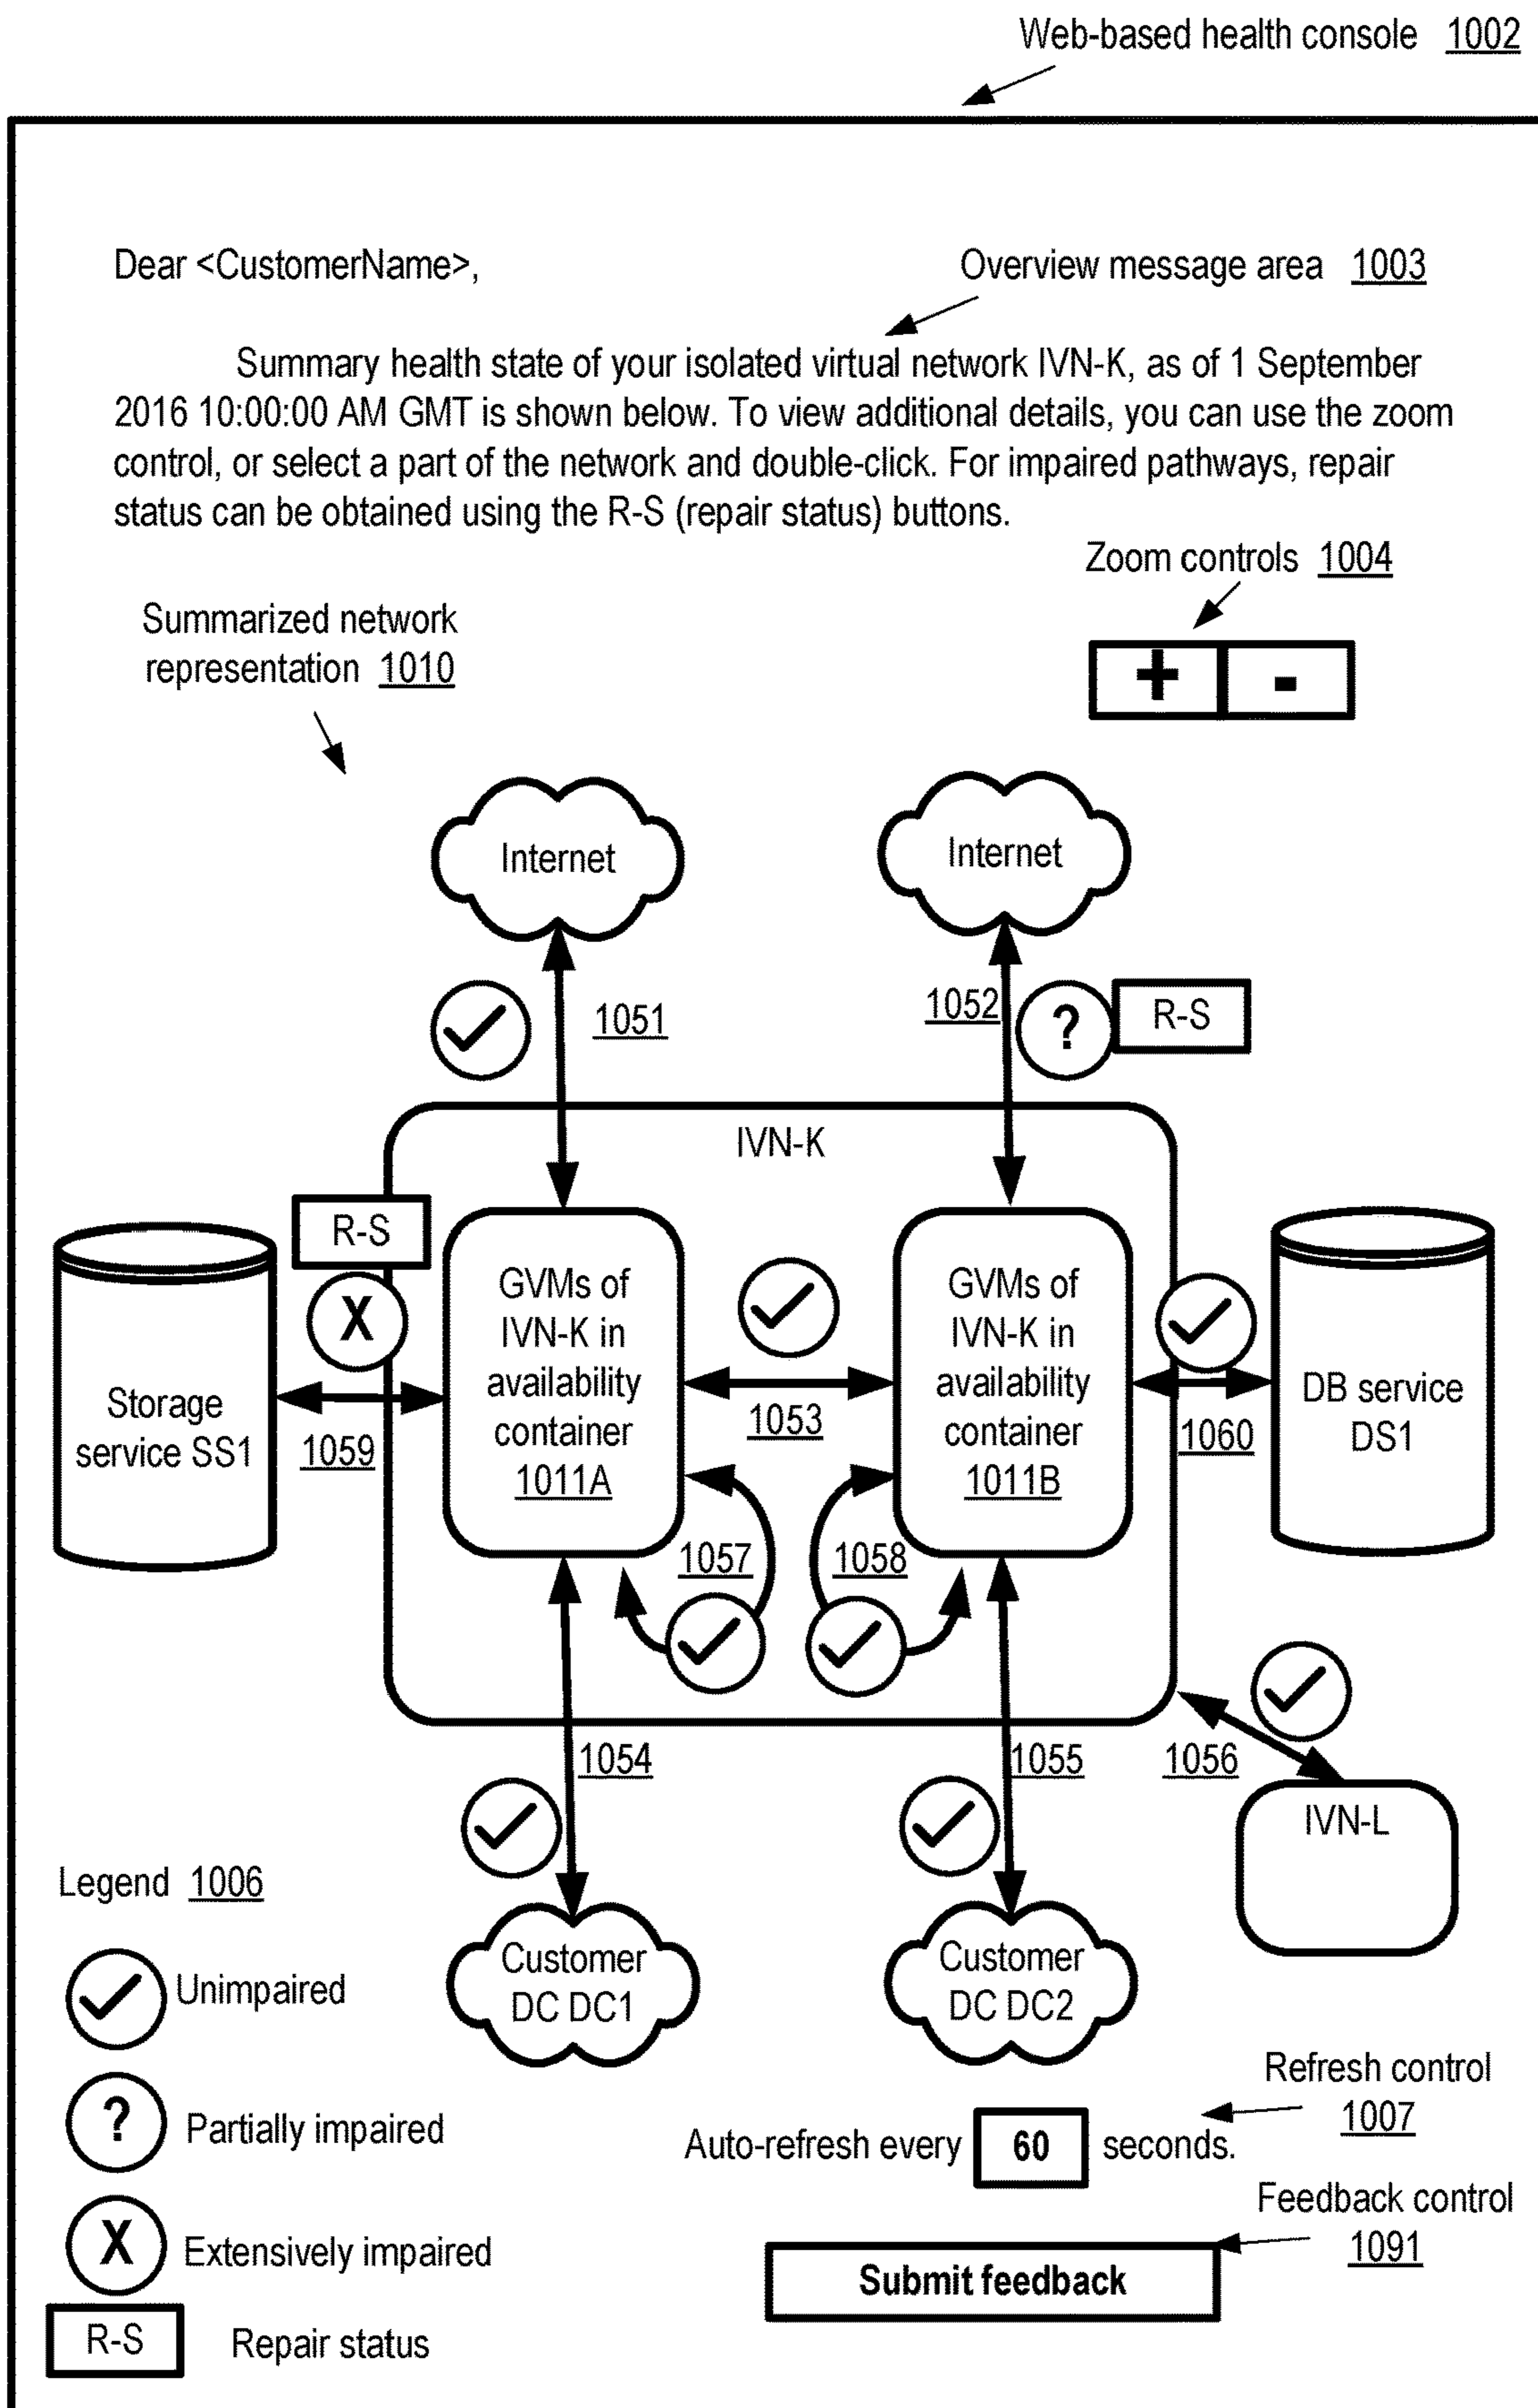 Web-based health console 1002
Dear <CustomerName>,
Overview message area 1003
Summary health state of your isolated virtual network IVN-K, as of 1 September
2016 10:00:00 AM GMT is shown below. To view additional details, you can use the zoom
control, or select a part of the network and double-click. For impaired pathways, repair
status can be obtained using the R-S (repair status) buttons.
Zoom controls 1004
+ -
Summarized network
representation 1010
Internet
Internet
1051
1052
?
R-S
IVN-K
R-S
X
Storage
service SS1
1059
GVMs of
IVN-K in
availability
container
1011A
1053
GVMs of
IVN-K in
availability
container
1011B
1060
DB service
DS1
1057
1058
1054
1055
1056
IVN-L
Customer
DC DC1
Customer
DC DC2
Legend 1006
Unimpaired
? Partially impaired
X Extensively impaired
R-S Repair status
Refresh control
1007
Auto-refresh every 60 seconds.
Feedback control
1091
Submit feedback